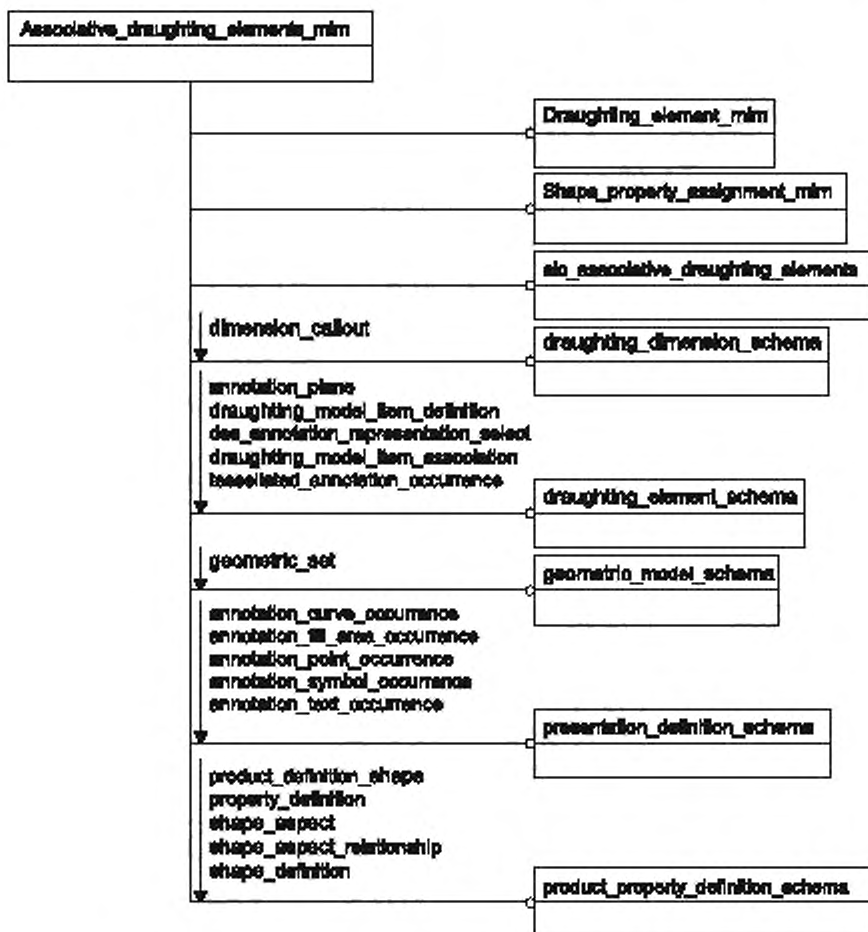 Associative_draughting_elements_mim
Draughting_element_mim
Shape_property_assignment_mim
aic_associative_draughting_elements
dimension_callout
draughting_dimension_schema
annotation_plane
draughting_model_item_definition
des_annotation_representation_select
draughting_model_item_association
tessellated_annotation_occurrence
draughting_element_schema
geometric_set
geometric_model_schema
annotation_curve_occurrence
annotation_fill_area_occurrence
annotation_point_occurrence
annotation_symbol_occurrence
annotation_text_occurrence
presentation_definition_schema
product_definition_shape
property_definition
shape_aspect
shape_aspect_relationship
shape_definition
product_property_definition_schema